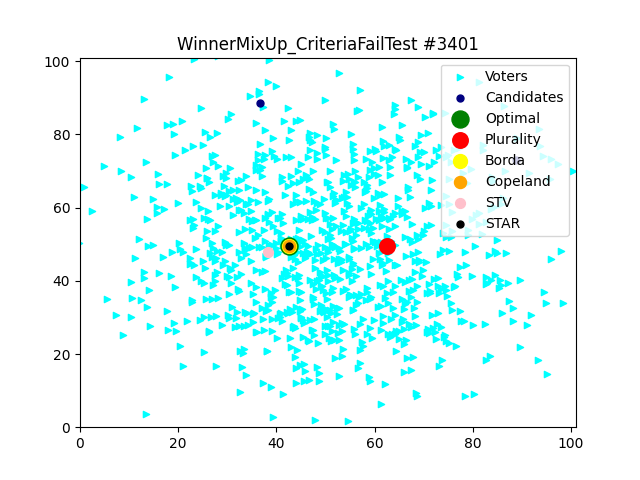 WinnerMixUp_CriteriaFailTest #3401
100
80
60
40
20
0
0
20
40
60
80
100
Voters
Candidates
Optimal
Plurality
Borda
Copeland
STV
STAR